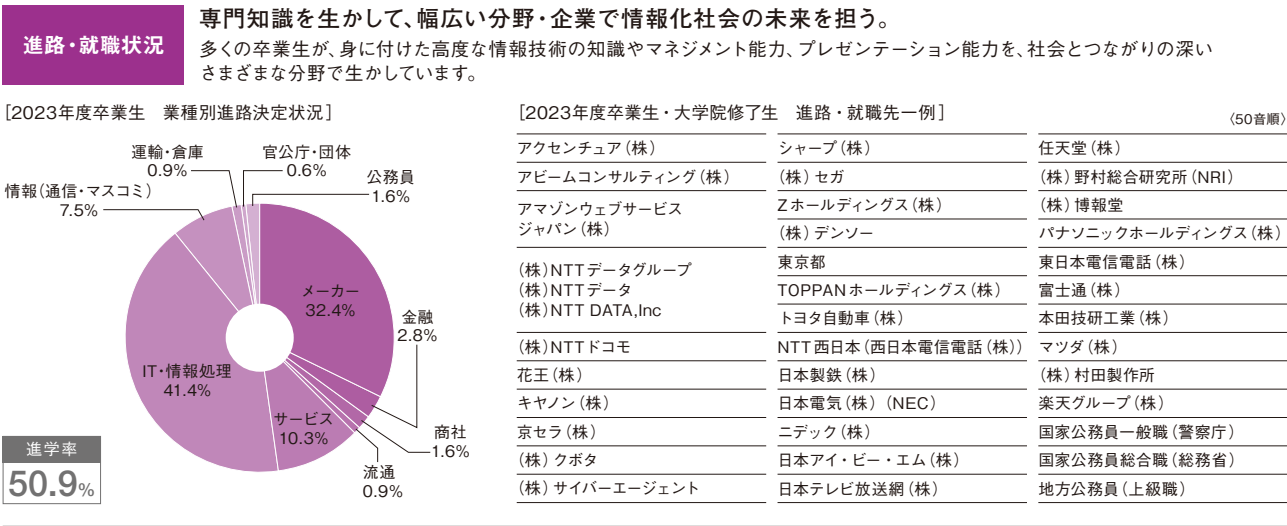 進路・就職状況
専門知識を生かして、幅広い分野・企業で情報化社会の未来を担う。
多くの卒業生が、身に付けた高度な情報技術の知識やマネジメント能力、プレゼンテーション能力を、社会とつながりの深い
さまざまな分野で生かしています。
[2023年度卒業生　業種別進路決定状況]
運輸・倉庫
0.9%
官公庁・団体
0.6%
公務員
1.6%
情報(通信・マスコミ)
7.5%
メーカー
32.4%
金融
2.8%
IT・情報処理
41.4%
サービス
10.3%
商社
1.6%
流通
0.9%
進学率
50.9%
[2023年度卒業生・大学院修了生　進路・就職先一例]
〈50音順〉
アクセンチュア(株)
アビームコンサルティング(株)
アマゾンウェブサービス
ジャパン(株)
(株)NTTデータグループ
(株)NTTデータ
(株)NTT DATA,Inc
(株)NTTドコモ
花王(株)
キヤノン(株)
京セラ(株)
(株)クボタ
(株)サイバーエージェント
シャープ(株)
(株)セガ
Zホールディングス(株)
(株)デンソー
東京都
TOPPANホールディングス(株)
トヨタ自動車(株)
NTT西日本(西日本電信電話(株))
日本製鉄(株)
日本電気(株)(NEC)
ニデック(株)
日本アイ・ビー・エム(株)
日本テレビ放送網(株)
任天堂(株)
(株)野村総合研究所(NRI)
(株)博報堂
パナソニックホールディングス(株)
東日本電信電話(株)
富士通(株)
本田技研工業(株)
マツダ(株)
(株)村田製作所
楽天グループ(株)
国家公務員一般職(警察庁)
国家公務員総合職(総務省)
地方公務員(上級職)